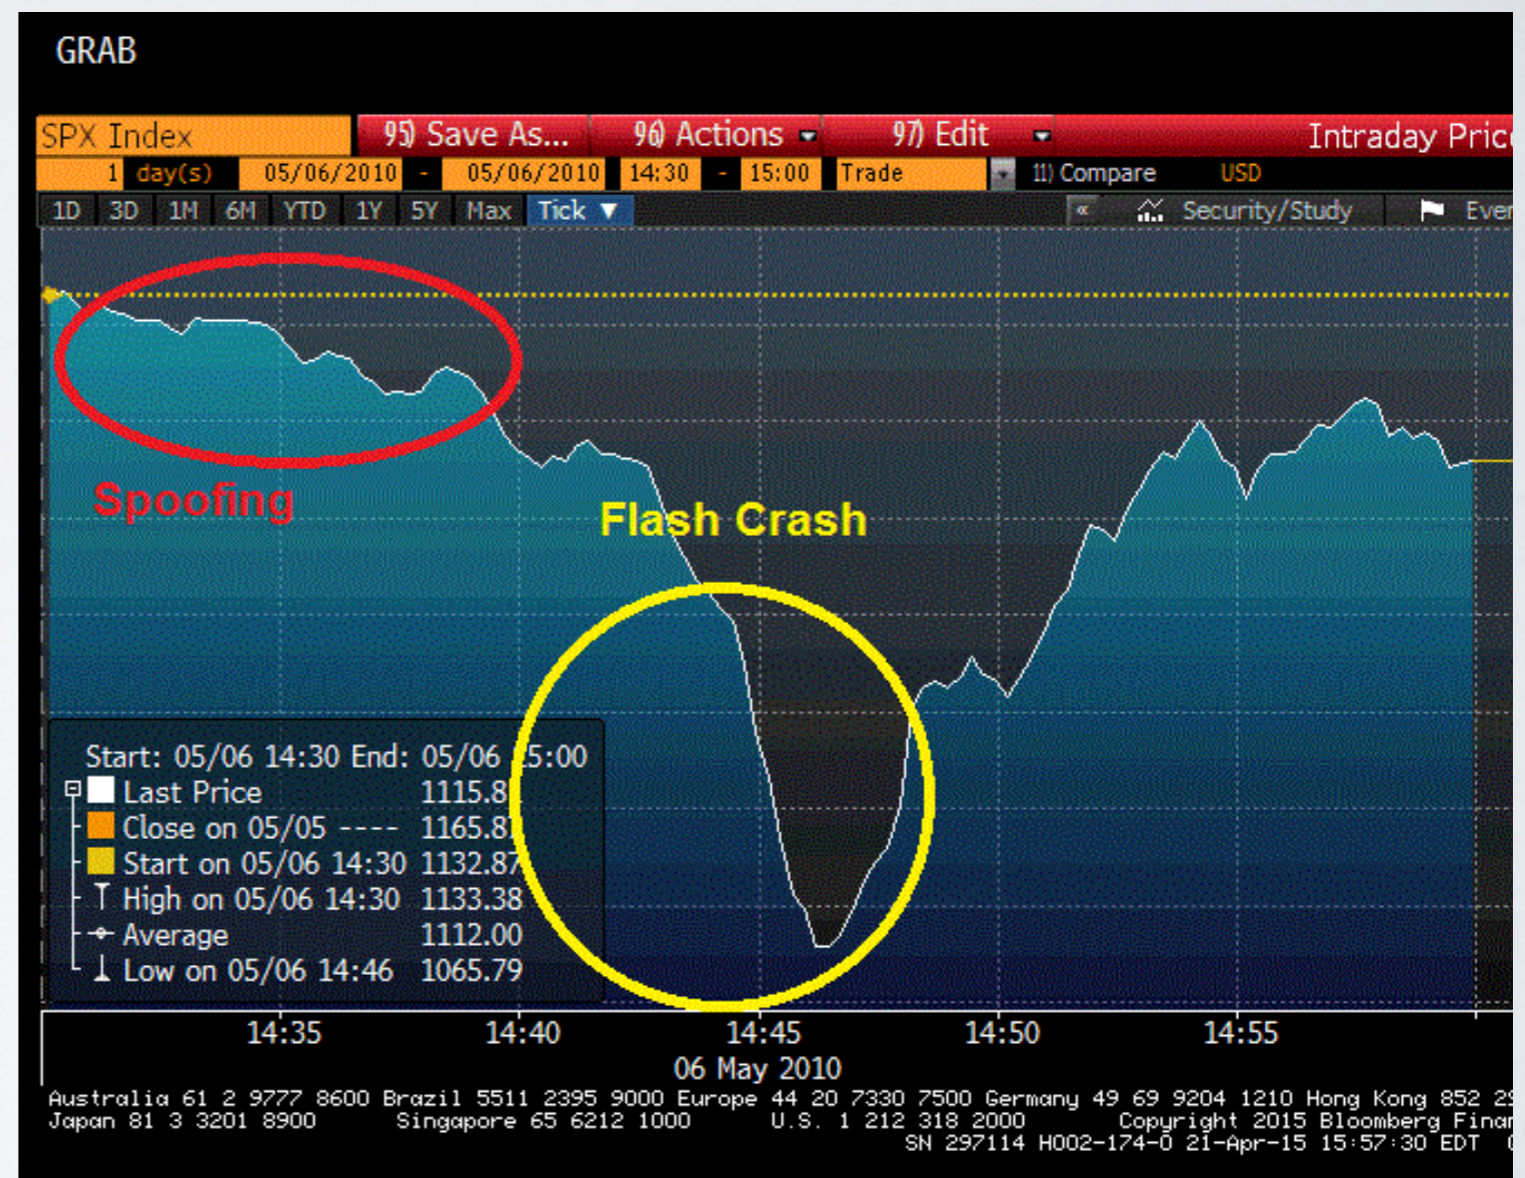 GRAB
SPX Index 95) Save As... 96) Actions 97) Edit Intraday Pric
1 day(s) 05/06/2010 - 05/06/2010 14:30 - 15:00 Trade 11) Compare USD
1D 3D 1M 6M YTD 1Y 5Y Max Tick ▼ « Security/Study Ever
Spoofing
Flash Crash
Start: 05/06 14:30 End: 05/06 15:00
Last Price 1115.8
Close on 05/05 ---- 1165.8
Start on 05/06 14:30 1132.87
High on 05/06 14:30 1133.38
Average 1112.00
Low on 05/06 14:46 1065.79
14:35 14:40 14:45 14:50 14:55
06 May 2010
Australia 61 2 9777 8600 Brazil 5511 2395 9000 Europe 44 20 7330 7500 Germany 49 69 9204 1210 Hong Kong 852 29
Japan 81 3 3201 8900 Singapore 65 6212 1000 U.S. 1 212 318 2000 Copyright 2015 Bloomberg Finan
SN 297114 H002-174-0 21-Apr-15 15:57:30 EDT